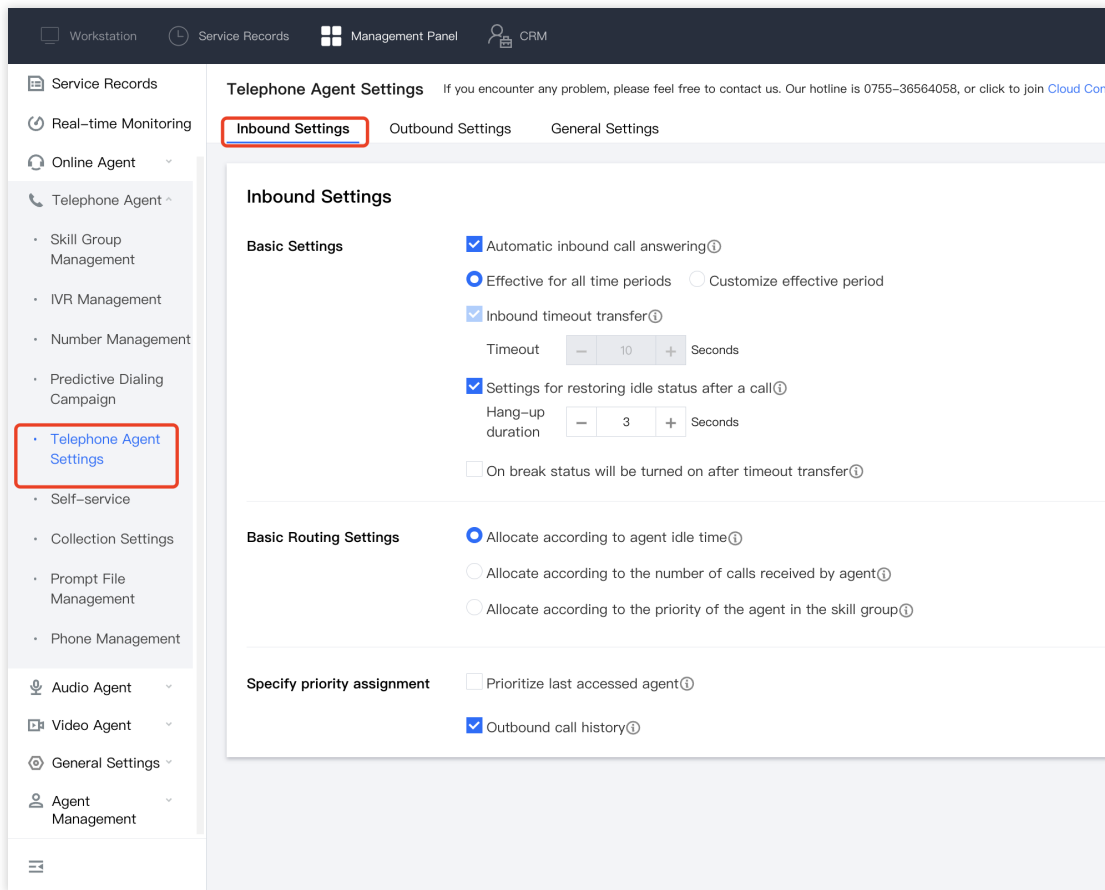 Workstation
Service Records
Management Panel
CRM
Service Records
Real-time Monitoring
Online Agent
Telephone Agent
Skill Group
Management
IVR Management
Number Management
Predictive Dialing
Campaign
Telephone Agent
Settings
Self-service
Collection Settings
Prompt File
Management
Phone Management
Audio Agent
Video Agent
General Settings
Agent
Management
Telephone Agent Settings If you encounter any problem, please feel free to contact us. Our hotline is 0755-36564058, or click to join Cloud Con
Inbound Settings
Outbound Settings
General Settings
Inbound Settings
Basic Settings
Automatic inbound call answering
Effective for all time periods
Customize effective period
Inbound timeout transfer
Timeout − 10 + Seconds
Settings for restoring idle status after a call
Hang-up
duration
− 3 + Seconds
On break status will be turned on after timeout transfer
Basic Routing Settings
Allocate according to agent idle time
Allocate according to the number of calls received by agent
Allocate according to the priority of the agent in the skill group
Specify priority assignment
Prioritize last accessed agent
Outbound call history